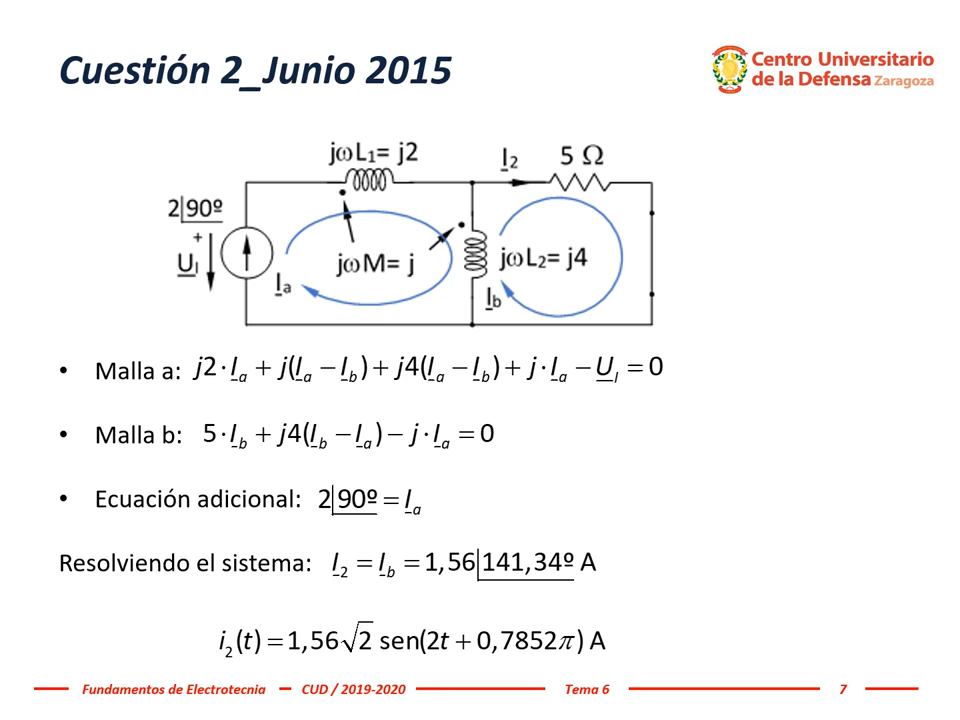 Cuestión 2_Junio 2015
Centro Universitario
de la Defensa Zaragoza
jωL₁= j2
I₂
5 Ω
2|90º
+
U_I
jωM= j
jωL₂= j4
I_a
I_b
• Malla a: j2·I_a + j(I_a − I_b) + j4(I_a − I_b) + j·I_a − U_I = 0
• Malla b: 5·I_b + j4(I_b − I_a) − j·I_a = 0
• Ecuación adicional: 2|90º = I_a
Resolviendo el sistema: I₂ = I_b = 1,56|141,34º A
i₂(t) = 1,56√2 sen(2t + 0,7852π) A
Fundamentos de Electrotecnia CUD / 2019-2020 Tema 6 7